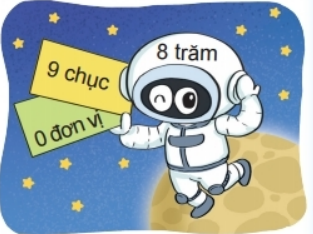 8 trăm
9 chục
0 đơn vị